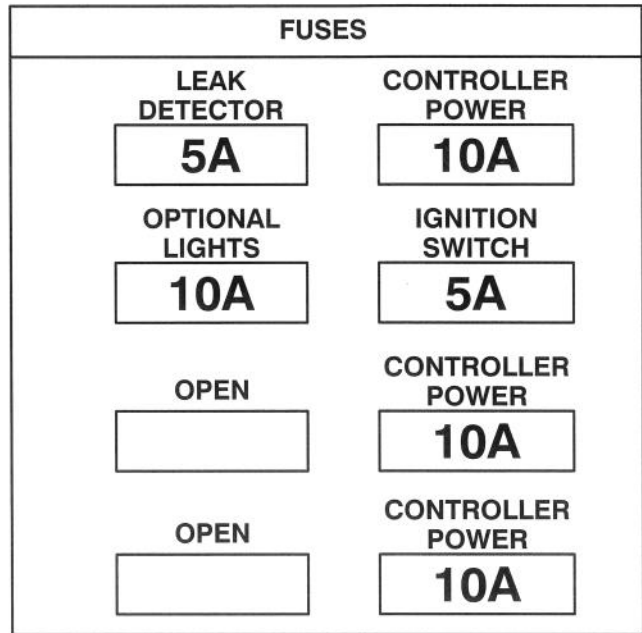 FUSES
LEAK
DETECTOR
5A
CONTROLLER
POWER
10A
OPTIONAL
LIGHTS
10A
IGNITION
SWITCH
5A
OPEN
CONTROLLER
POWER
10A
OPEN
CONTROLLER
POWER
10A